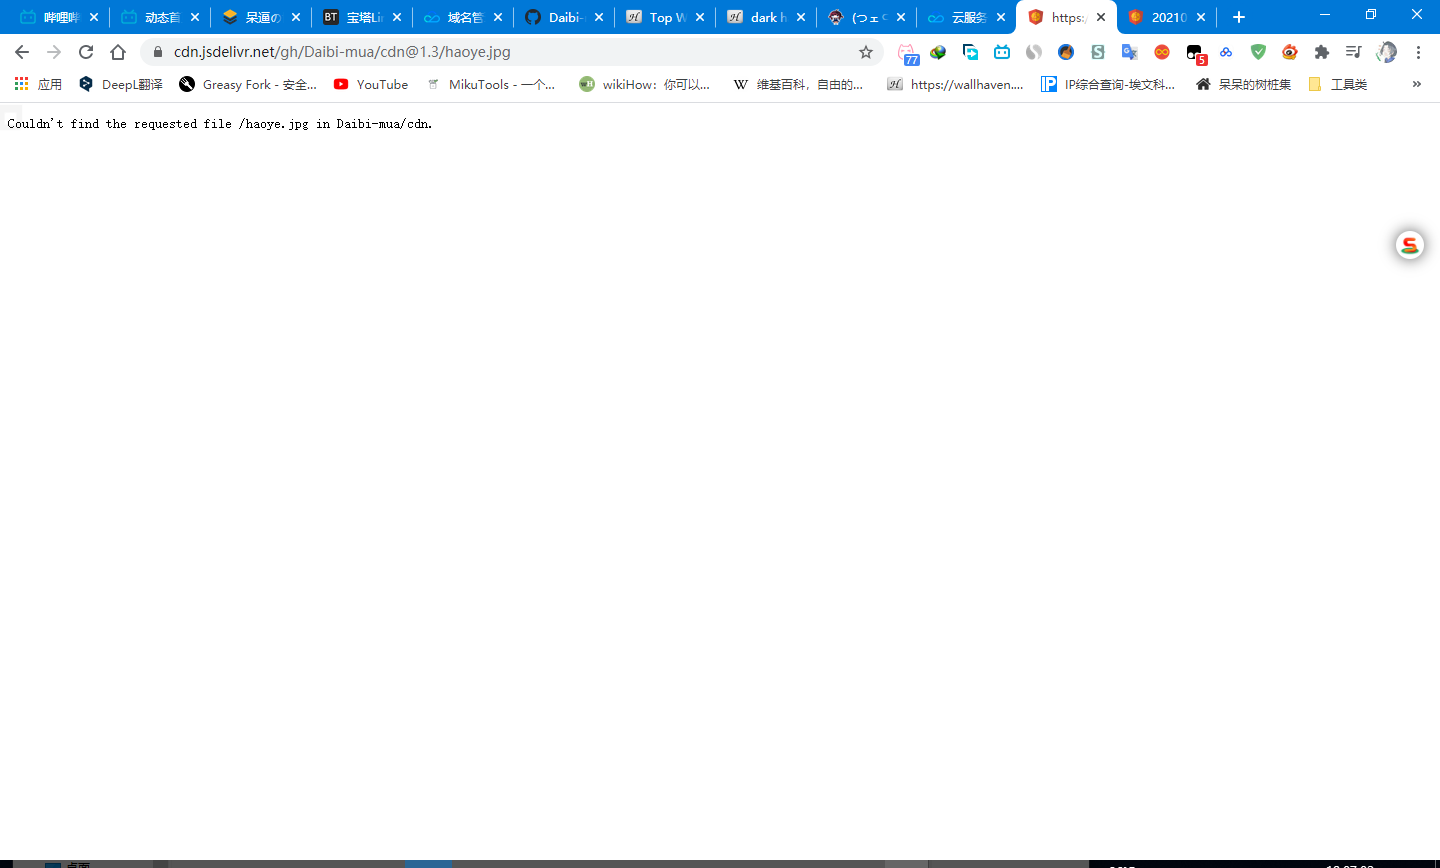 哔哩哔
动态首
呆逼の
BT 宝塔Lin
域名管
Daibi-
Top W
dark h
(つェ⊂
云服务
https:/
20210
cdn.jsdelivr.net/gh/Daibi-mua/cdn@1.3/haoye.jpg
77
5
应用
DeepL翻译
Greasy Fork - 安全...
YouTube
MikuTools - 一个...
wikiHow：你可以...
维基百科，自由的...
https://wallhaven....
IP综合查询-埃文科...
呆呆的树桩集
工具类
»
Couldn't find the requested file /haoye.jpg in Daibi-mua/cdn.